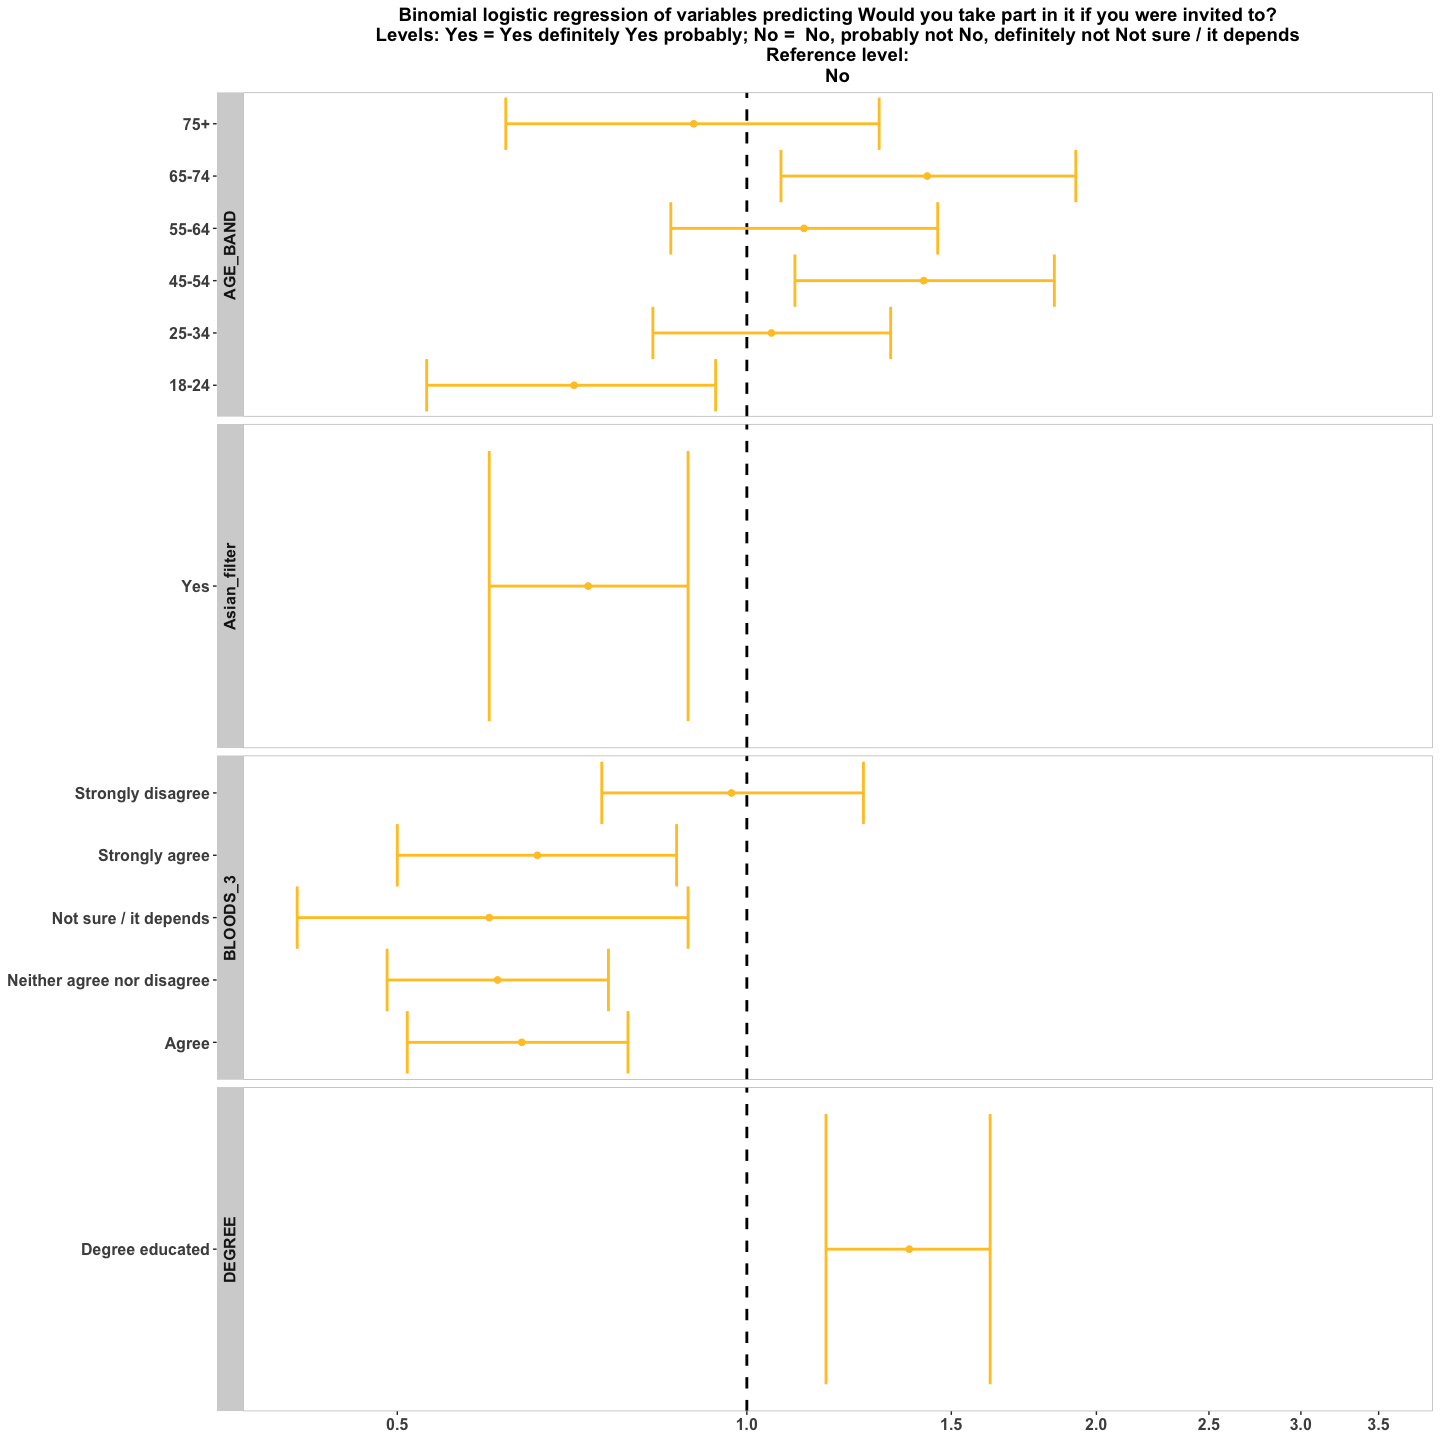 Binomial logistic regression of variables predicting Would you take part in it if you were invited to?
Levels: Yes = Yes definitely Yes probably; No =  No, probably not No, definitely not Not sure / it depends
Reference level:
No
AGE_BAND
75+
65-74
55-64
45-54
25-34
18-24
Asian_filter
Yes
BLOODS_3
Strongly disagree
Strongly agree
Not sure / it depends
Neither agree nor disagree
Agree
DEGREE
Degree educated
0.5 1.0 1.5 2.0 2.5 3.0 3.5